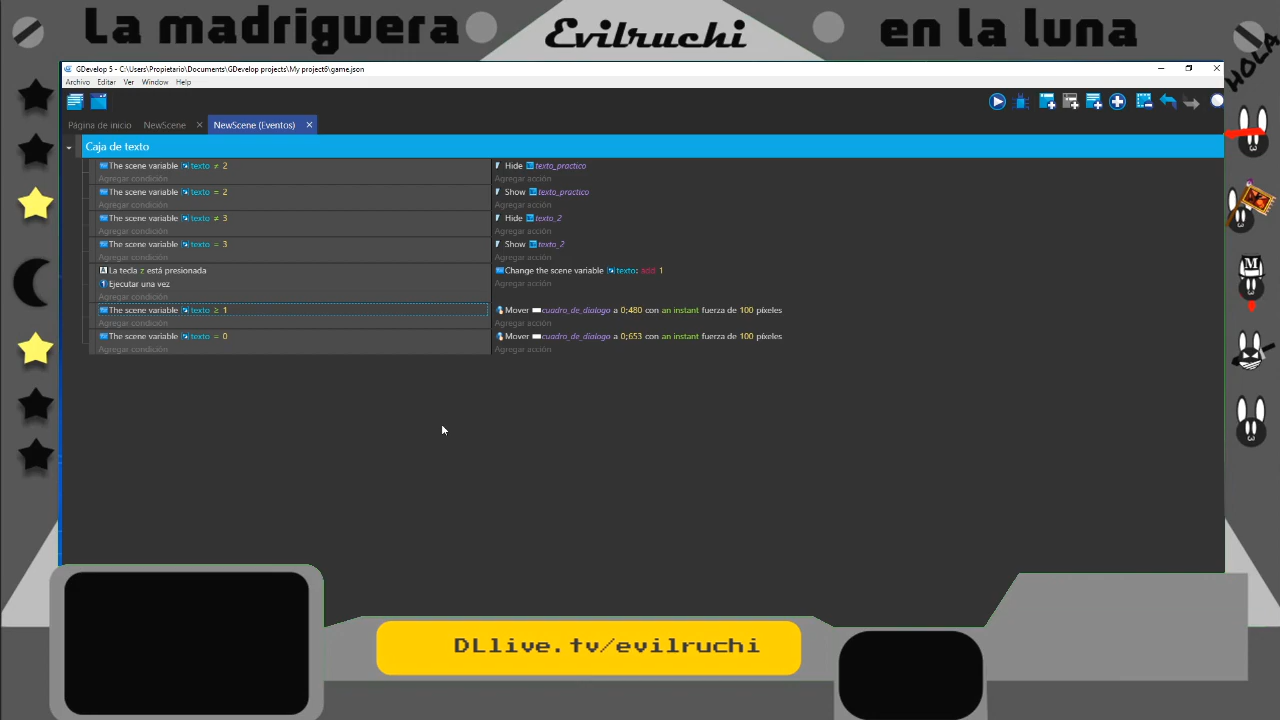 La madriguera
Evilruchi
en la luna
HOLA
GDevelop 5 - C:\Users\Propietario\Documents\GDevelop projects\My project6\game.json
Archivo Editar Ver Window Help
Página de inicio NewScene NewScene (Eventos)
Caja de texto
The scene variable texto ≠ 2 Hide texto_practico
Agregar condición Agregar acción
The scene variable texto = 2 Show texto_practico
Agregar condición Agregar acción
The scene variable texto ≠ 3 Hide texto_2
Agregar condición Agregar acción
The scene variable texto = 3 Show texto_2
Agregar condición Agregar acción
La tecla z está presionada Change the scene variable texto: add 1
Ejecutar una vez Agregar acción
Agregar condición
The scene variable texto ≥ 1 Mover cuadro_de_dialogo a 0;480 con an instant fuerza de 100 píxeles
Agregar condición Agregar acción
The scene variable texto = 0 Mover cuadro_de_dialogo a 0;653 con an instant fuerza de 100 píxeles
Agregar condición Agregar acción
M
DLlive.tv/evilruchi